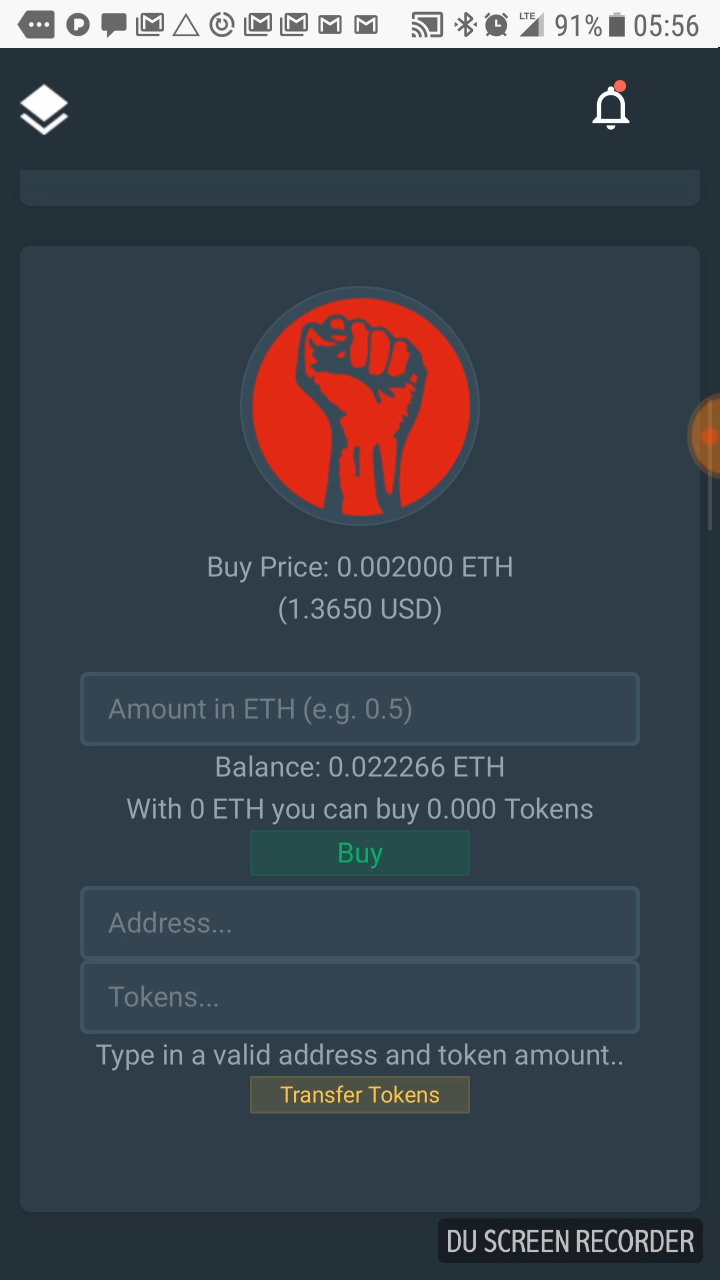 LTE 91% 05:56
Buy Price: 0.002000 ETH
(1.3650 USD)
Amount in ETH (e.g. 0.5)
Balance: 0.022266 ETH
With 0 ETH you can buy 0.000 Tokens
Buy
Address...
Tokens...
Type in a valid address and token amount..
Transfer Tokens
DU SCREEN RECORDER